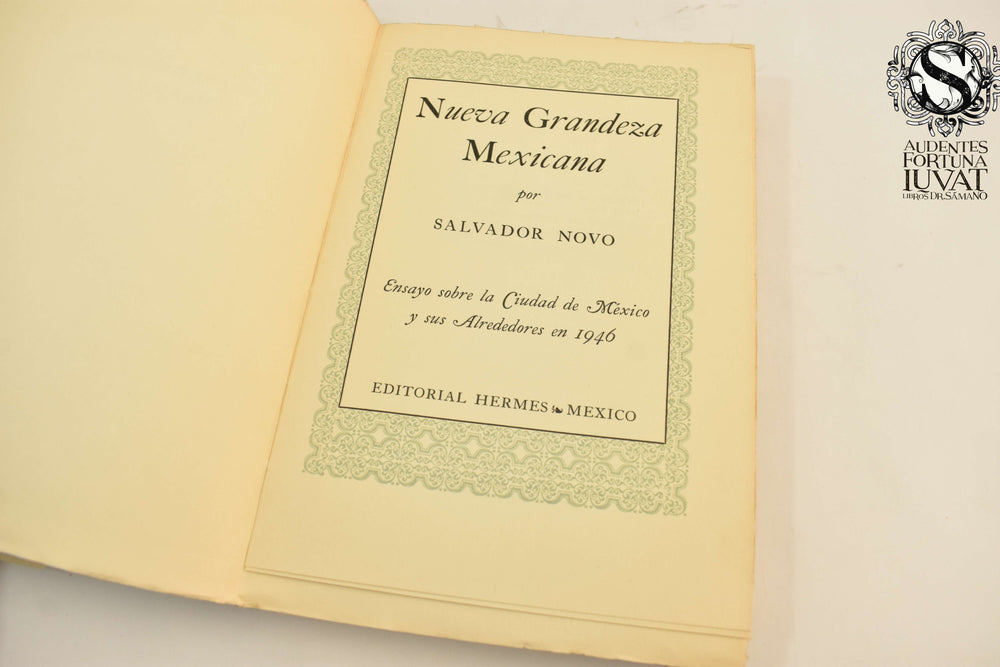 Nueva Grandeza
Mexicana
por
SALVADOR NOVO
Ensayo sobre la Ciudad de México
y sus Alrededores en 1946
EDITORIAL HERMES MEXICO
S
AUDENTES
FORTUNA
IUVAT
LIBROS DR. SÁMANO